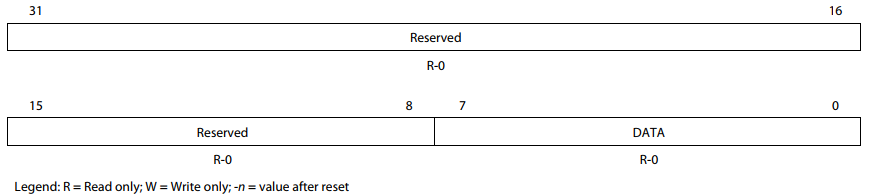 31 16
Reserved
R-0
15 8 7 0
Reserved DATA
R-0 R-0
Legend: R = Read only; W = Write only; -n = value after reset